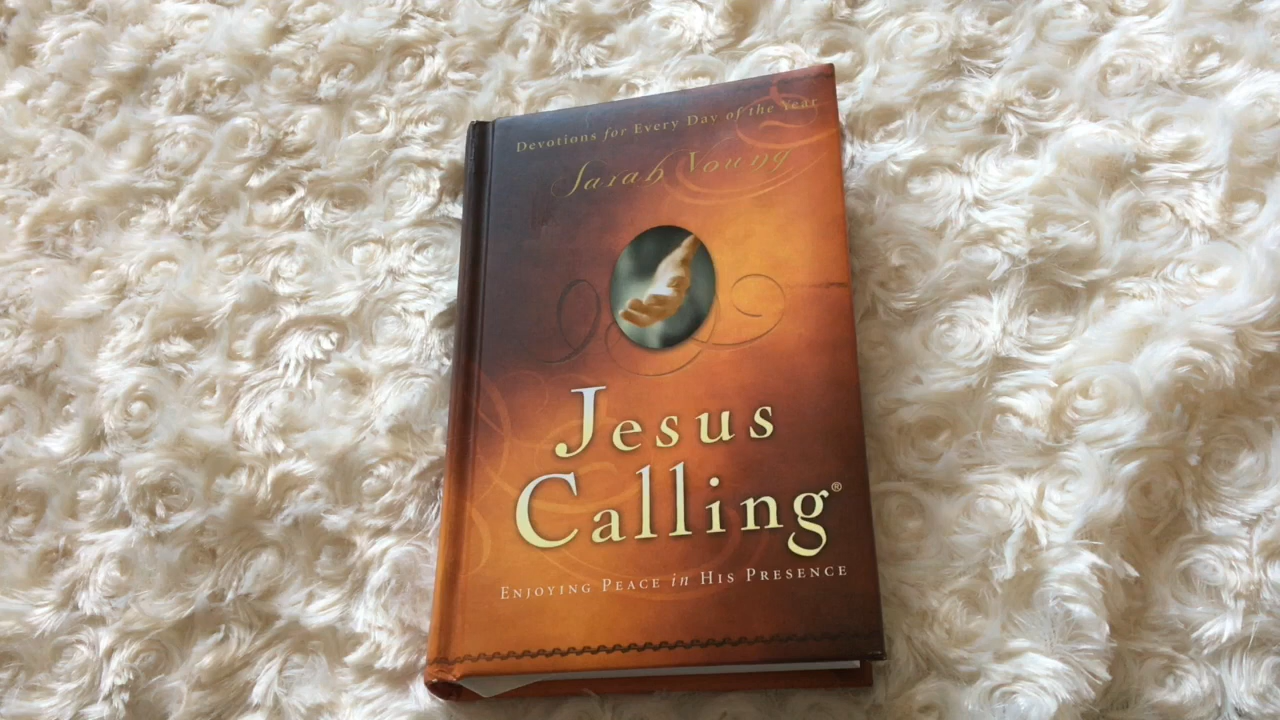 Devotions for Every Day of the Year
Sarah Young
Jesus
Calling®
Enjoying Peace in His Presence